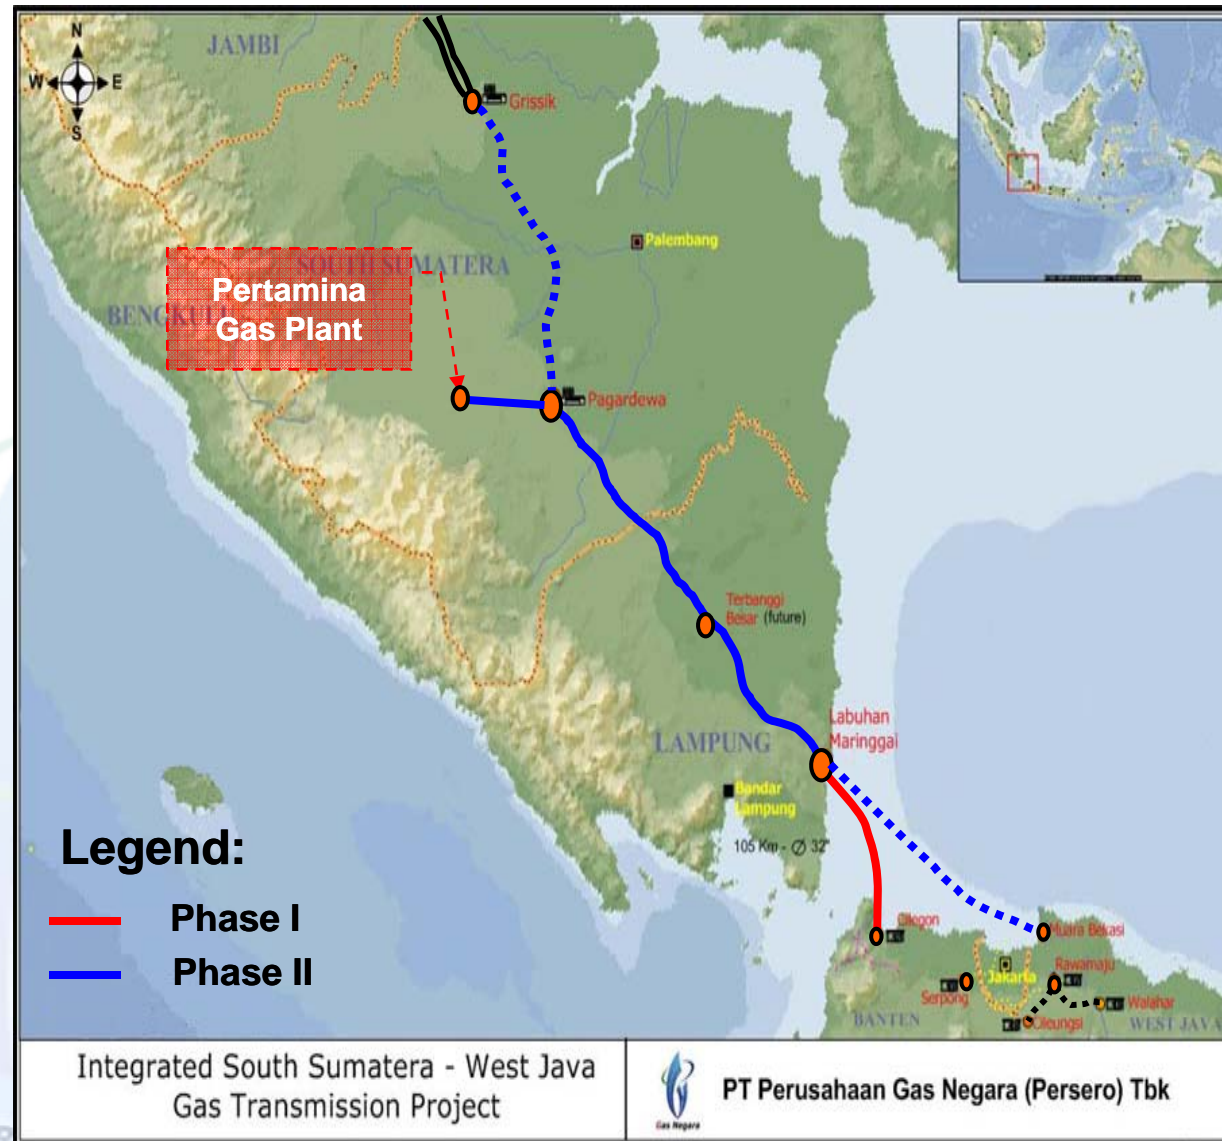 N
W
E
S
JAMBI
Grissik
Palembang
SOUTH SUMATERA
Pertamina
Gas Plant
BENGKULU
Pagardewa
Terbanggi
Besar (future)
Labuhan
Maringgai
LAMPUNG
Bandar
Lampung
105 Km - ∅ 32"
Legend:
Phase I
Phase II
Cilegon
Muara Bekasi
Jakarta
Rawamaju
Serpong
Walahar
Cileungsi
BANTEN
WEST JAVA
Integrated South Sumatera - West Java
Gas Transmission Project
Gas Negara
PT Perusahaan Gas Negara (Persero) Tbk